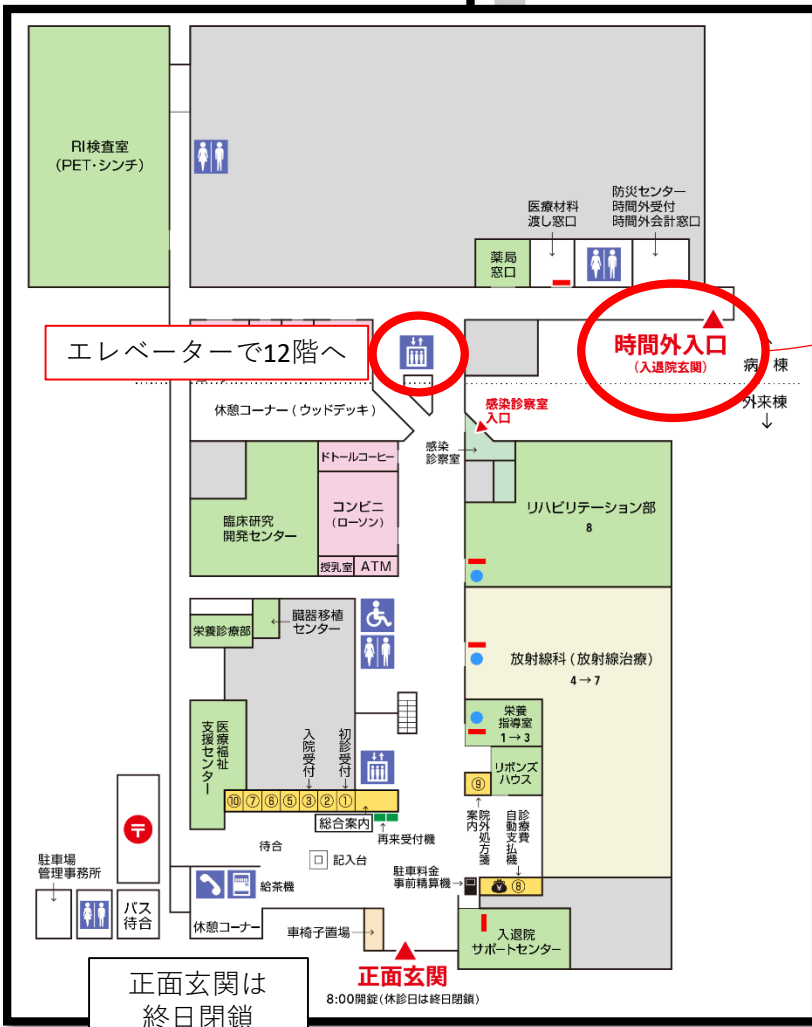 RI検査室
(PET・シンチ)
医療材料
渡し窓口
防災センター
時間外受付
時間外会計窓口
薬局
窓口
エレベーターで12階へ
時間外入口
(入退院玄関)
病棟
外来棟
休憩コーナー(ウッドデッキ)
感染診察室
入口
感染
診察室
ドトールコーヒー
コンビニ
(ローソン)
臨床研究
開発センター
授乳室
ATM
リハビリテーション部
8
臓器移植
センター
栄養診療部
放射線科(放射線治療)
4→7
栄養
指導室
1→3
医療福祉
支援センター
入院受付
初診受付
リボンズ
ハウス
⑩⑦⑥⑤③②①
⑨
総合案内
再来受付機
院外処方箋
案内
診療費
自動支払機
待合
記入台
〒
駐車場
管理事務所
給茶機
駐車料金
事前精算機
⑧
バス
待合
休憩コーナー
車椅子置場
入退院
サポートセンター
正面玄関
8:00開錠(休診日は終日閉鎖)
正面玄関は
終日閉鎖